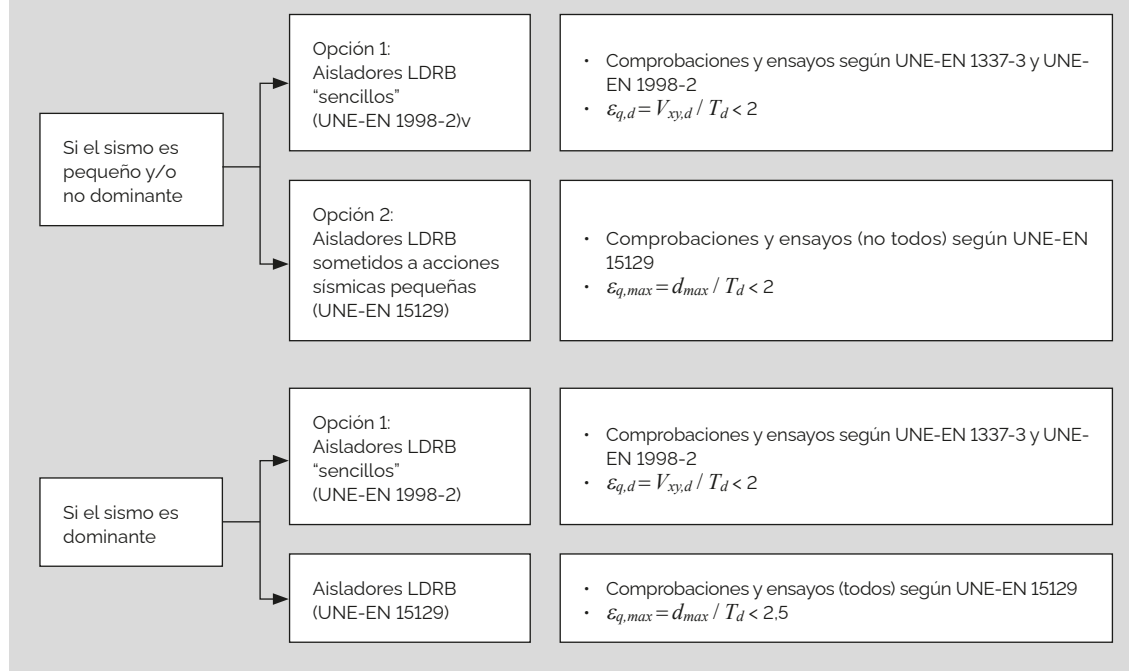 Si el sismo es
pequeño y/o
no dominante
Opción 1:
Aisladores LDRB
“sencillos”
(UNE-EN 1998-2)v
• Comprobaciones y ensayos según UNE-EN 1337-3 y UNE-
EN 1998-2
• εq,d = Vxy,d / Td < 2
Opción 2:
Aisladores LDRB
sometidos a acciones
sísmicas pequeñas
(UNE-EN 15129)
• Comprobaciones y ensayos (no todos) según UNE-EN
15129
• εq,max = dmax / Td < 2
Si el sismo es
dominante
Opción 1:
Aisladores LDRB
“sencillos”
(UNE-EN 1998-2)
• Comprobaciones y ensayos según UNE-EN 1337-3 y UNE-
EN 1998-2
• εq,d = Vxy,d / Td < 2
Aisladores LDRB
(UNE-EN 15129)
• Comprobaciones y ensayos (todos) según UNE-EN 15129
• εq,max = dmax / Td < 2,5